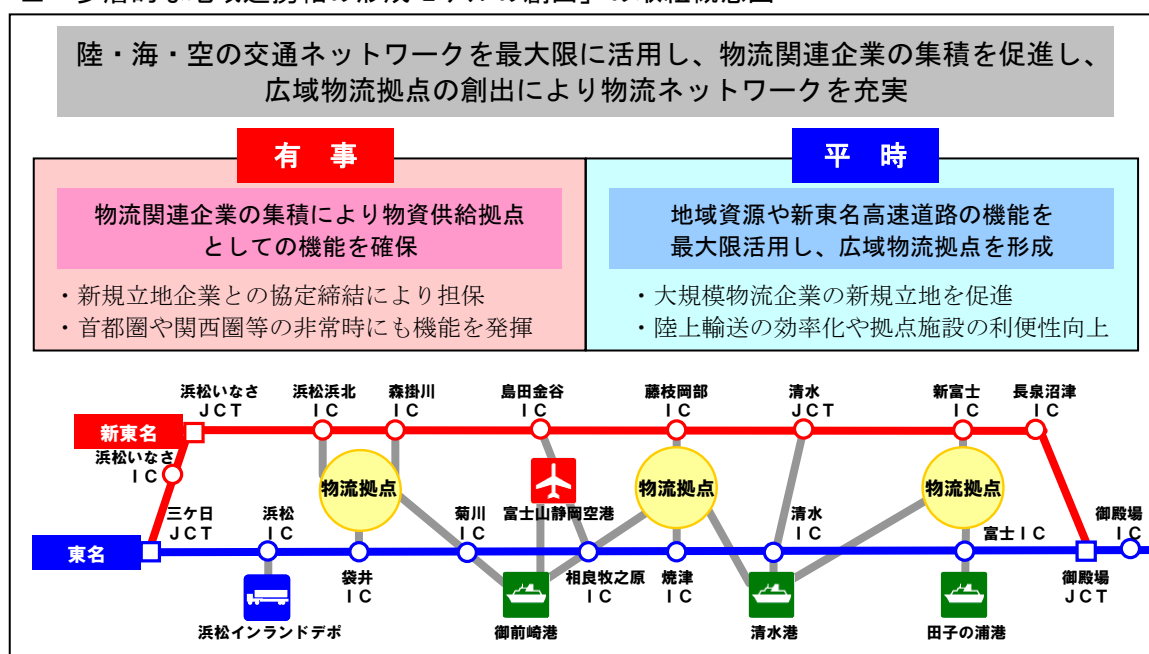 陸・海・空の交通ネットワークを最大限に活用し、物流関連企業の集積を促進し、
広域物流拠点の創出により物流ネットワークを充実
有 事
物流関連企業の集積により物資供給拠点
としての機能を確保
・新規立地企業との協定締結により担保
・首都圏や関西圏等の非常時にも機能を発揮
平 時
地域資源や新東名高速道路の機能を
最大限活用し、広域物流拠点を形成
・大規模物流企業の新規立地を促進
・陸上輸送の効率化や拠点施設の利便性向上
浜松いなさ
ＪＣＴ
浜松浜北
ＩＣ
森掛川
ＩＣ
島田金谷
ＩＣ
藤枝岡部
ＩＣ
清水
ＪＣＴ
新富士
ＩＣ
長泉沼津
ＩＣ
新東名
浜松いなさ
ＩＣ
物流拠点
物流拠点
物流拠点
三ケ日
ＪＣＴ
浜松
ＩＣ
菊川
ＩＣ
富士山静岡空港
清水
ＩＣ
富士ＩＣ
御殿場
ＩＣ
東名
袋井
ＩＣ
相良牧之原
ＩＣ
焼津
ＩＣ
御殿場
ＪＣＴ
浜松インランドデポ
御前崎港
清水港
田子の浦港